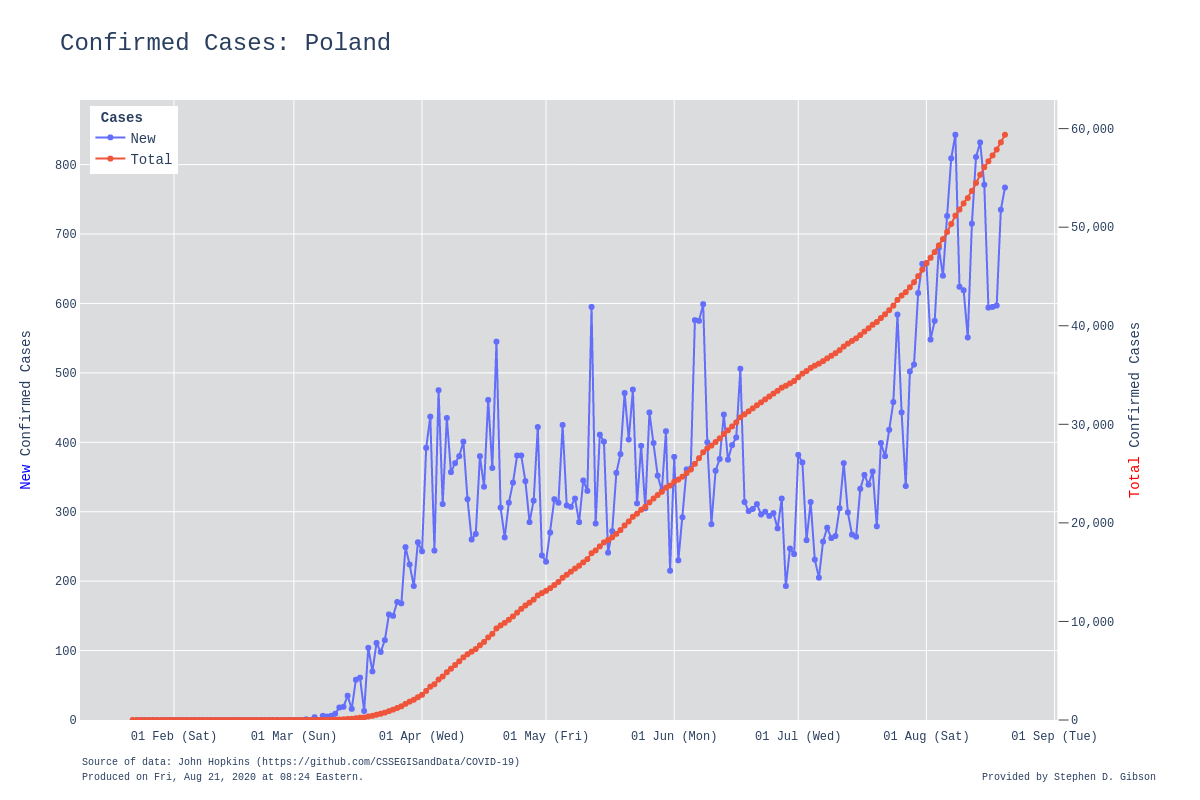 Confirmed Cases: Poland
Cases
New
Total
800
700
600
500
400
300
200
100
0
60,000
50,000
40,000
30,000
20,000
10,000
0
New Confirmed Cases
Total Confirmed Cases
01 Feb (Sat)
01 Mar (Sun)
01 Apr (Wed)
01 May (Fri)
01 Jun (Mon)
01 Jul (Wed)
01 Aug (Sat)
01 Sep (Tue)
Source of data: John Hopkins (https://github.com/CSSEGISandData/COVID-19)
Produced on Fri, Aug 21, 2020 at 08:24 Eastern.
Provided by Stephen D. Gibson